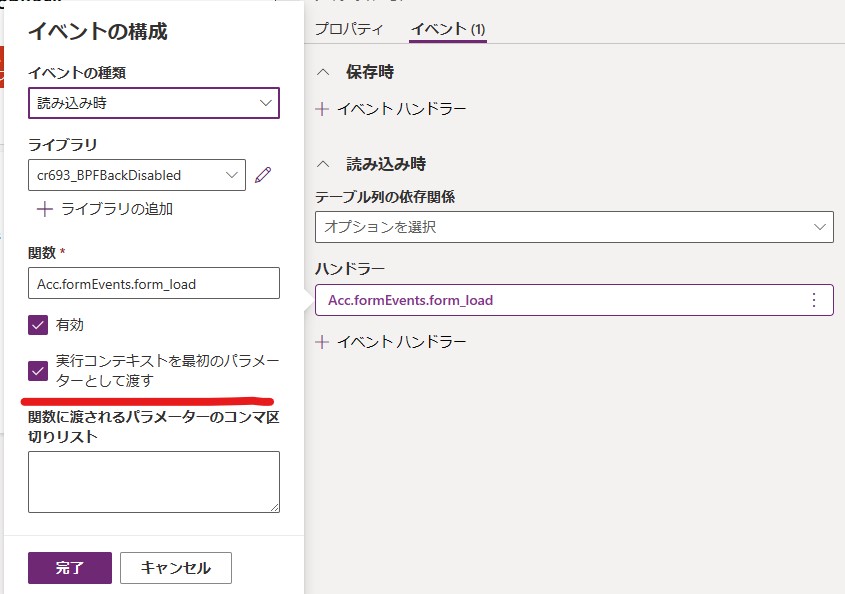 イベントの構成
イベントの種類
読み込み時
ライブラリ
cr693_BPFBackDisabled
ライブラリの追加
関数 *
Acc.formEvents.form_load
有効
実行コンテキストを最初のパラメー
ターとして渡す
関数に渡されるパラメーターのコンマ区
切りリスト
完了
キャンセル
プロパティ
イベント (1)
保存時
イベント ハンドラー
読み込み時
テーブル列の依存関係
オプションを選択
ハンドラー
Acc.formEvents.form_load
イベント ハンドラー